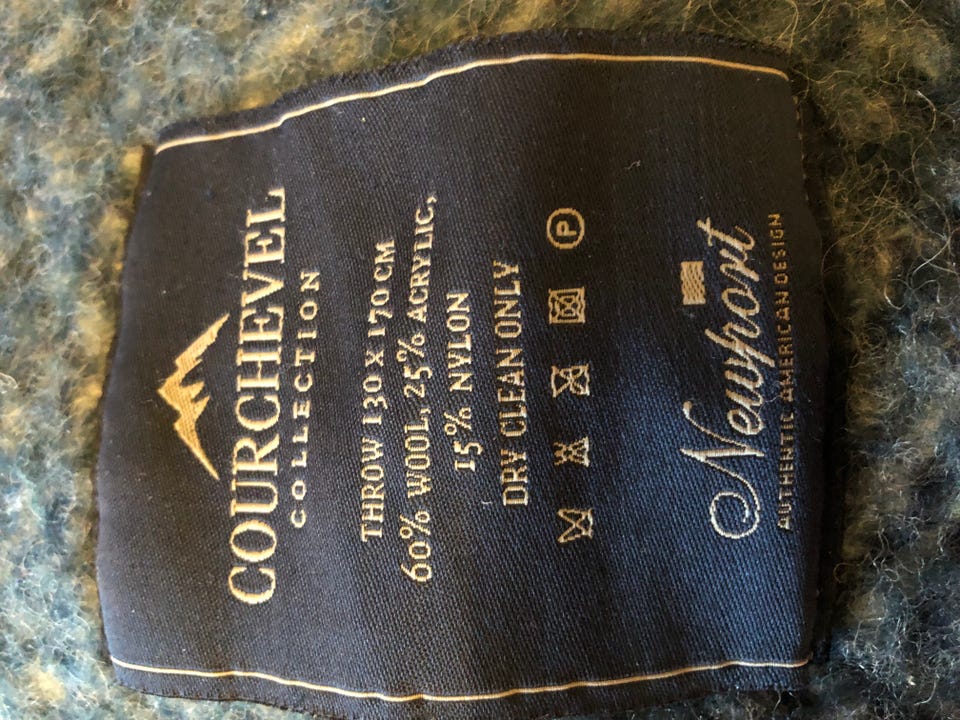 COURCHEVEL
COLLECTION
THROW 130 X 170 CM
60% WOOL, 25% ACRYLIC,
15% NYLON
DRY CLEAN ONLY
P
Newport
AUTHENTIC AMERICAN DESIGN